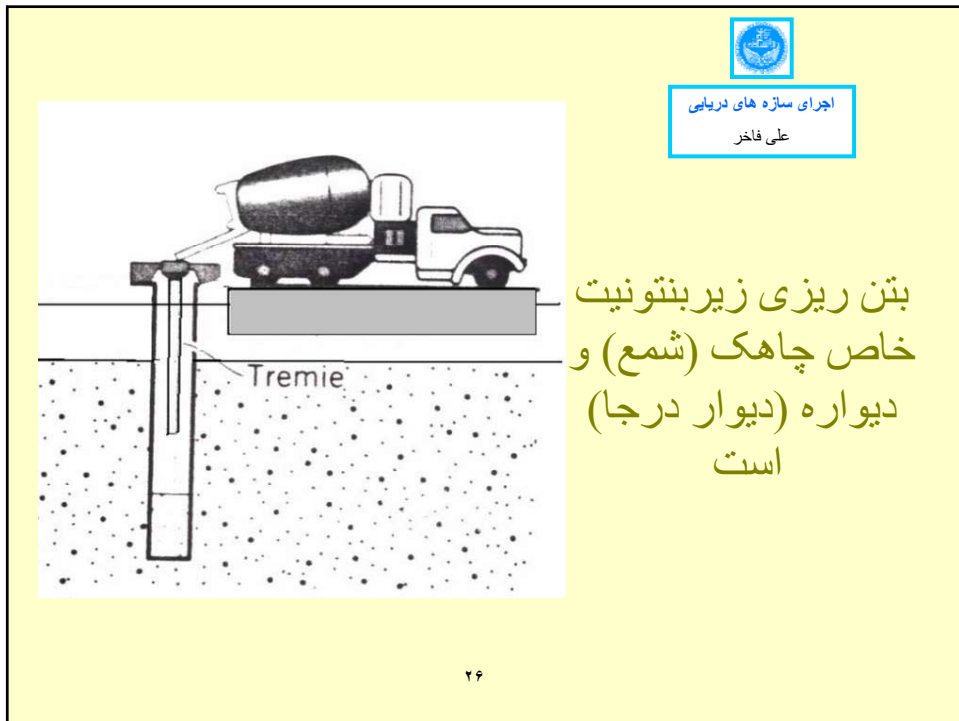 اجرای سازه های دریایی
علی فاخر
بتن ریزی زیربنتونیت
خاص چاهک (شمع) و
دیواره (دیوار درجا)
است
Tremie
۲۶